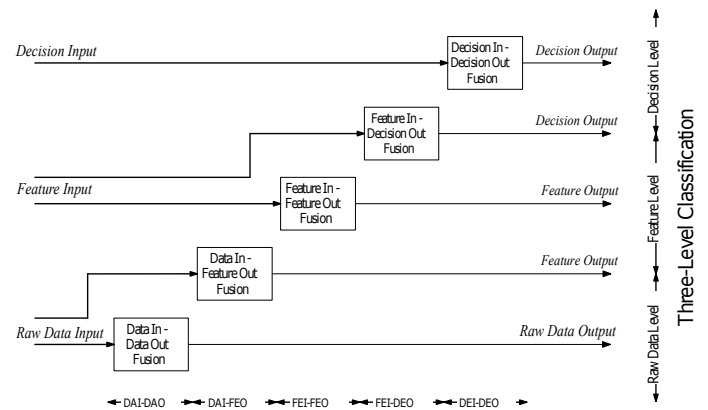 Decision Input
Decision In -
Decision Out
Fusion
Decision Output
Feature In -
Decision Out
Fusion
Decision Output
Feature Input
Feature In -
Feature Out
Fusion
Feature Output
Data In -
Feature Out
Fusion
Feature Output
Raw Data Input
Data In -
Data Out
Fusion
Raw Data Output
DAI-DAO
DAI-FEO
FEI-FEO
FEI-DEO
DEI-DEO
Decision Level
Feature Level
Raw Data Level
Three-Level Classification